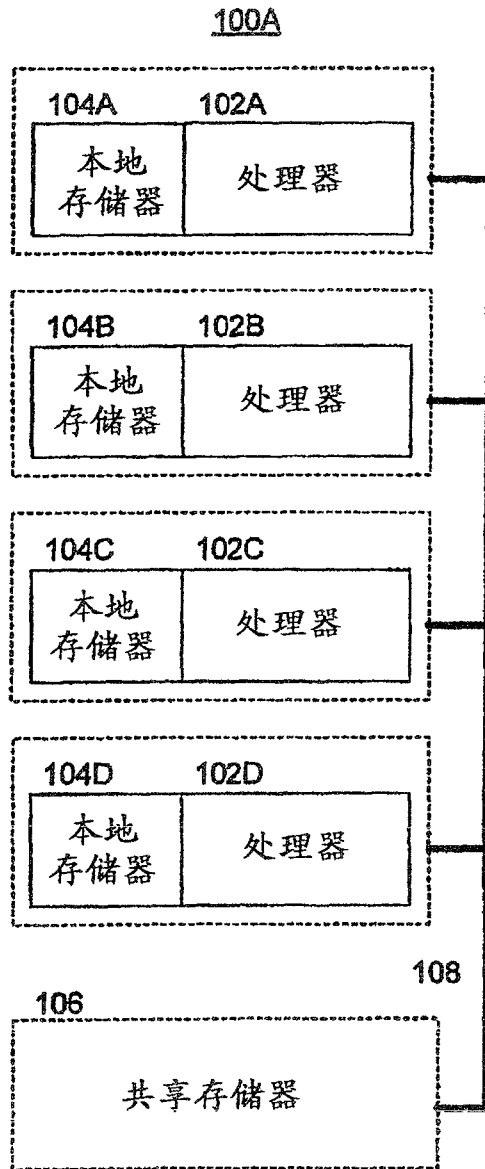 100A
104A 102A
本地
存储器
处理器
104B 102B
本地
存储器
处理器
104C 102C
本地
存储器
处理器
104D 102D
本地
存储器
处理器
108
106
共享存储器